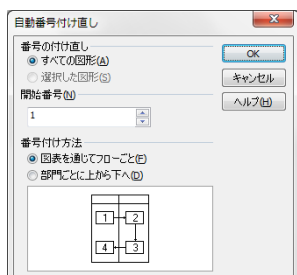 自動番号付け直し
番号の付け直し
すべての図形(A)
選択した図形(S)
開始番号(N)
1
番号付け方法
図表を通じてフローごと(F)
部門ごとに上から下へ(D)
1 2
4 3
OK
キャンセル
ヘルプ(H)